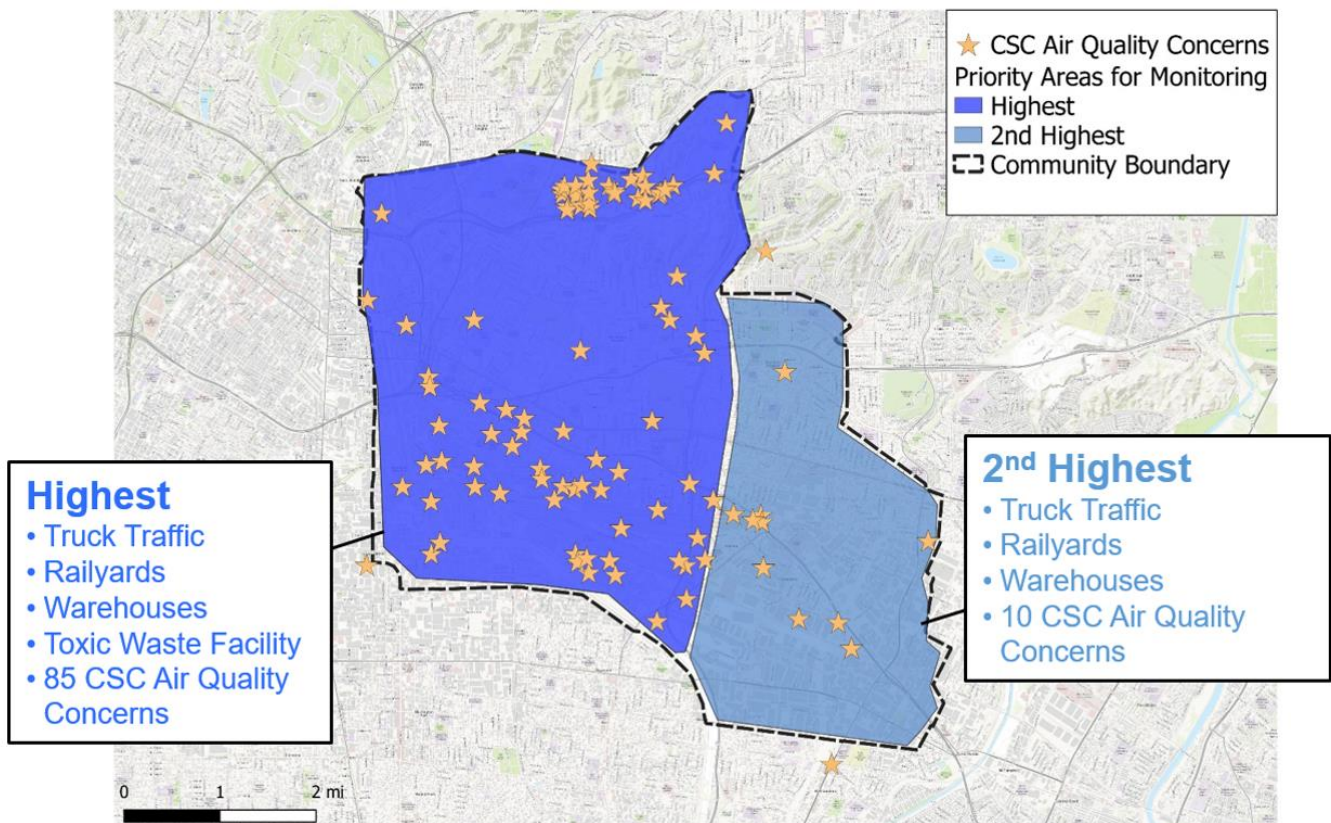 CSC Air Quality Concerns
Priority Areas for Monitoring
Highest
2nd Highest
Community Boundary
Highest
• Truck Traffic
• Railyards
• Warehouses
• Toxic Waste Facility
• 85 CSC Air Quality
Concerns
2nd Highest
• Truck Traffic
• Railyards
• Warehouses
• 10 CSC Air Quality
Concerns
0 1 2 mi